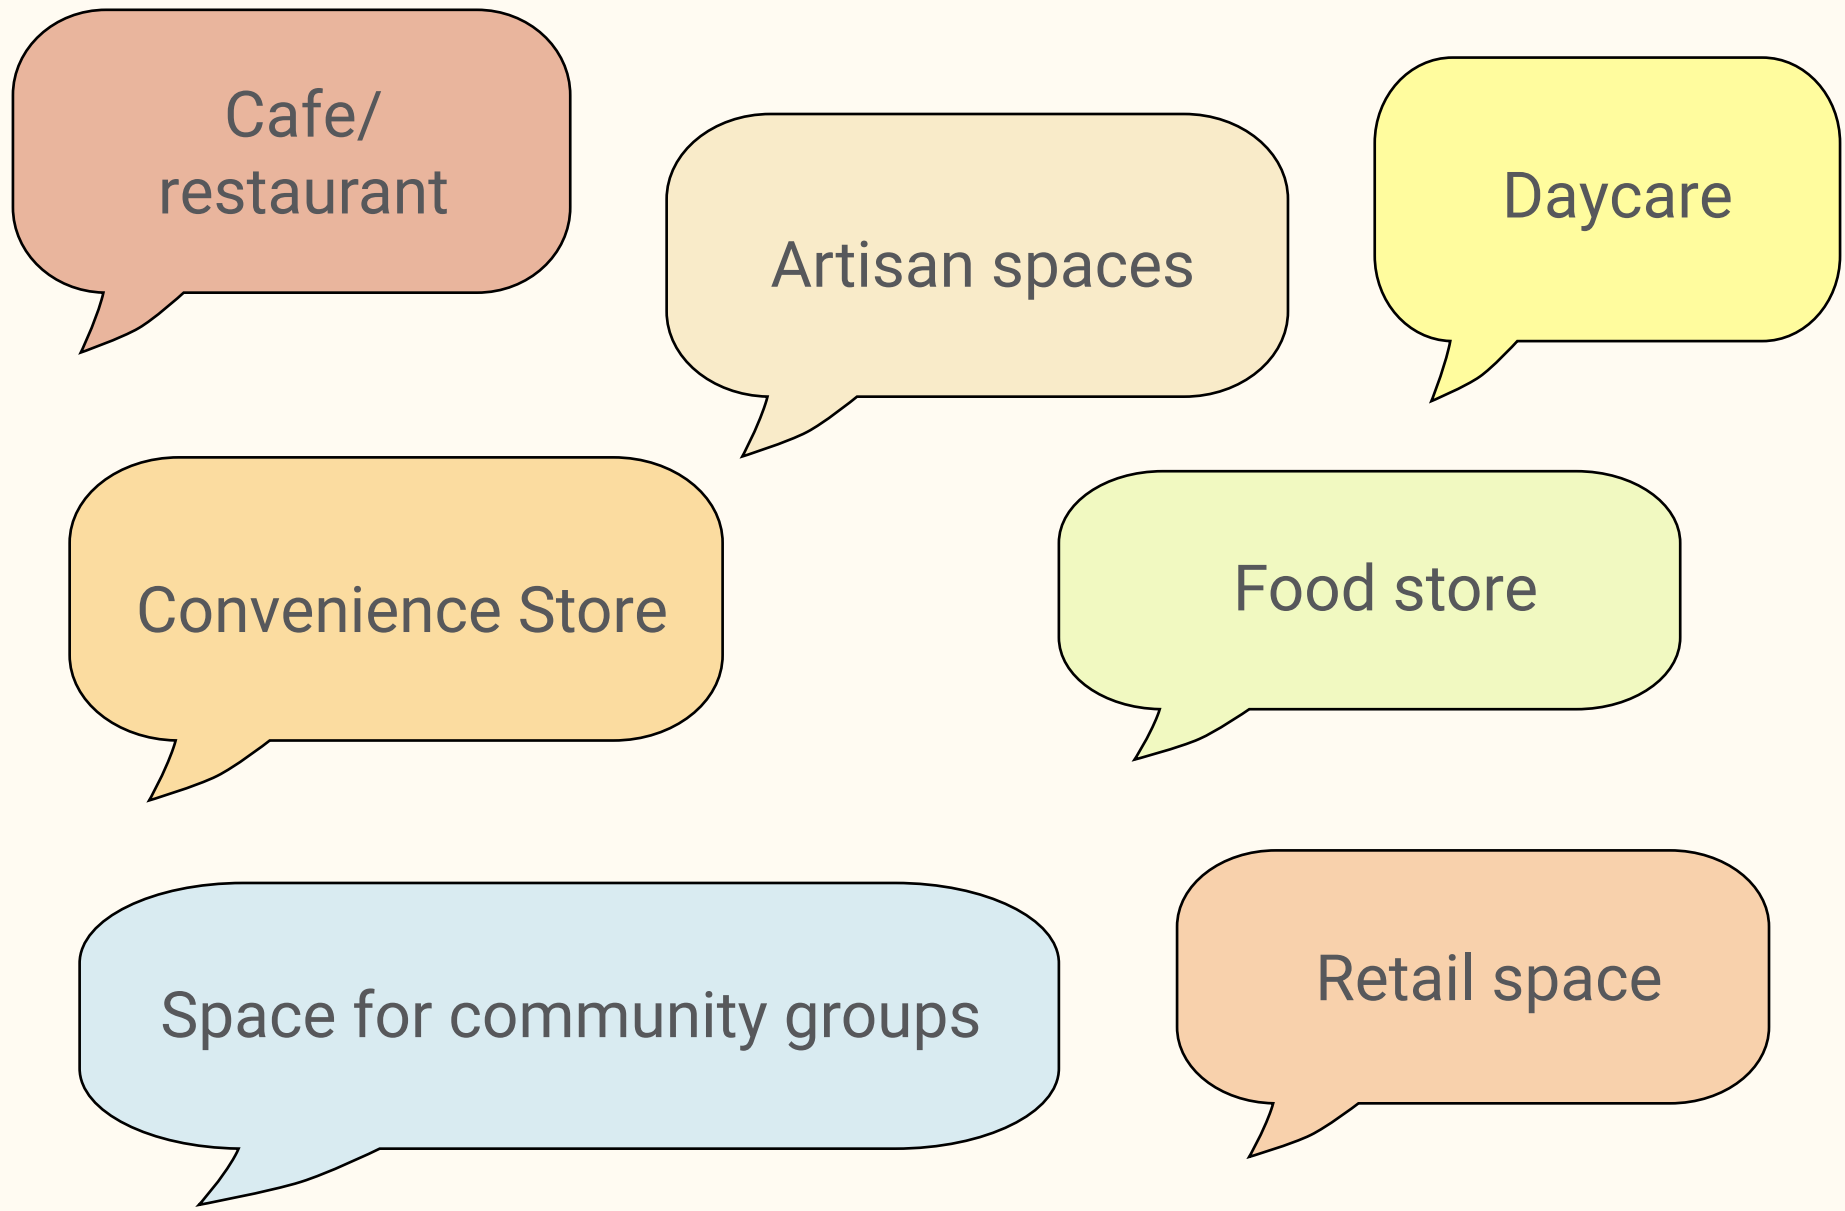 Cafe/
restaurant
Artisan spaces
Daycare
Convenience Store
Food store
Space for community groups
Retail space